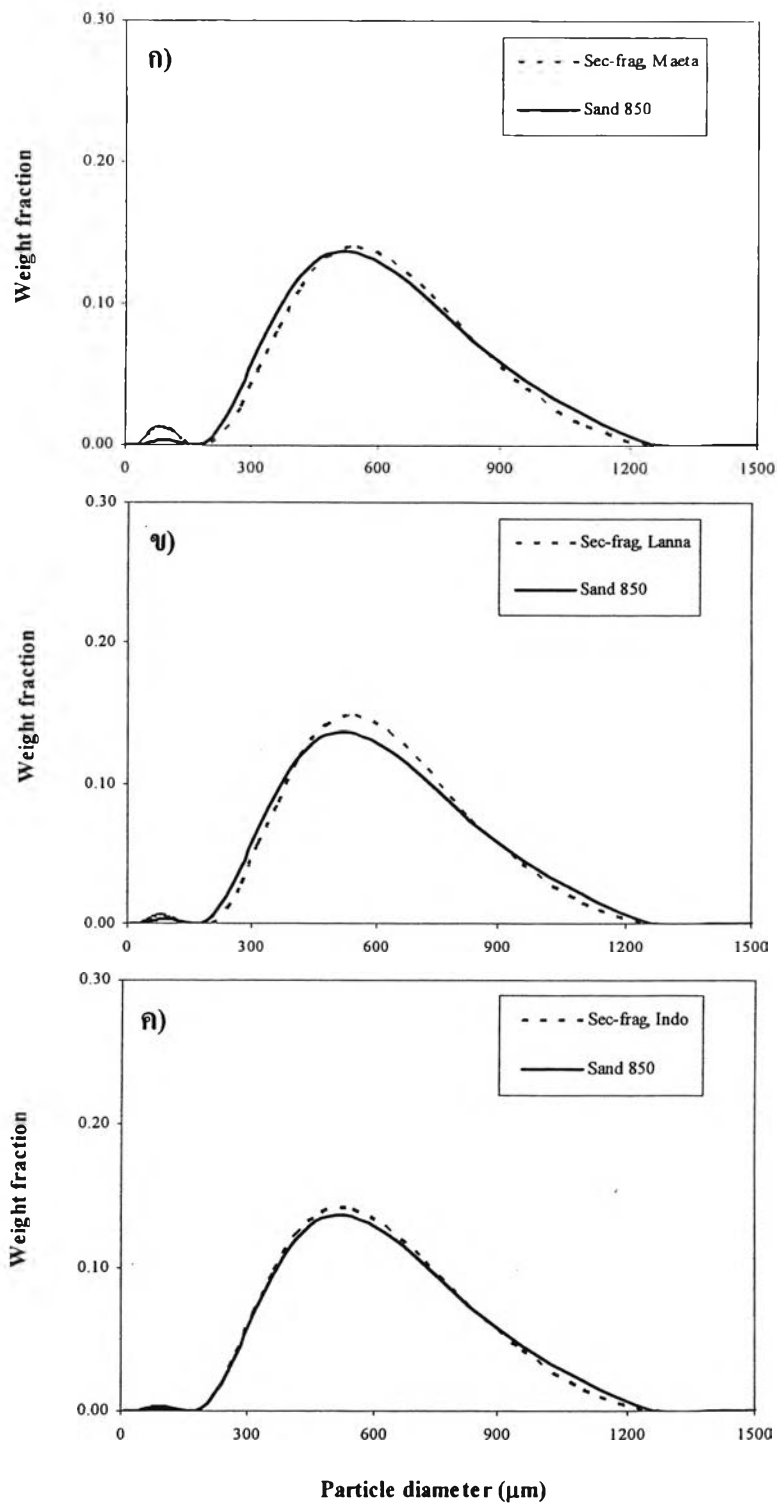 ก)
Sec-frag, Maeta
Sand 850
Weight fraction
0.30
0.20
0.10
0.00
0 300 600 900 1200 1500
ข)
Sec-frag, Lanna
Sand 850
Weight fraction
0.30
0.20
0.10
0.00
0 300 600 900 1200 1500
ค)
Sec-frag, Indo
Sand 850
Weight fraction
0.30
0.20
0.10
0.00
0 300 600 900 1200 1500
Particle diameter (μm)